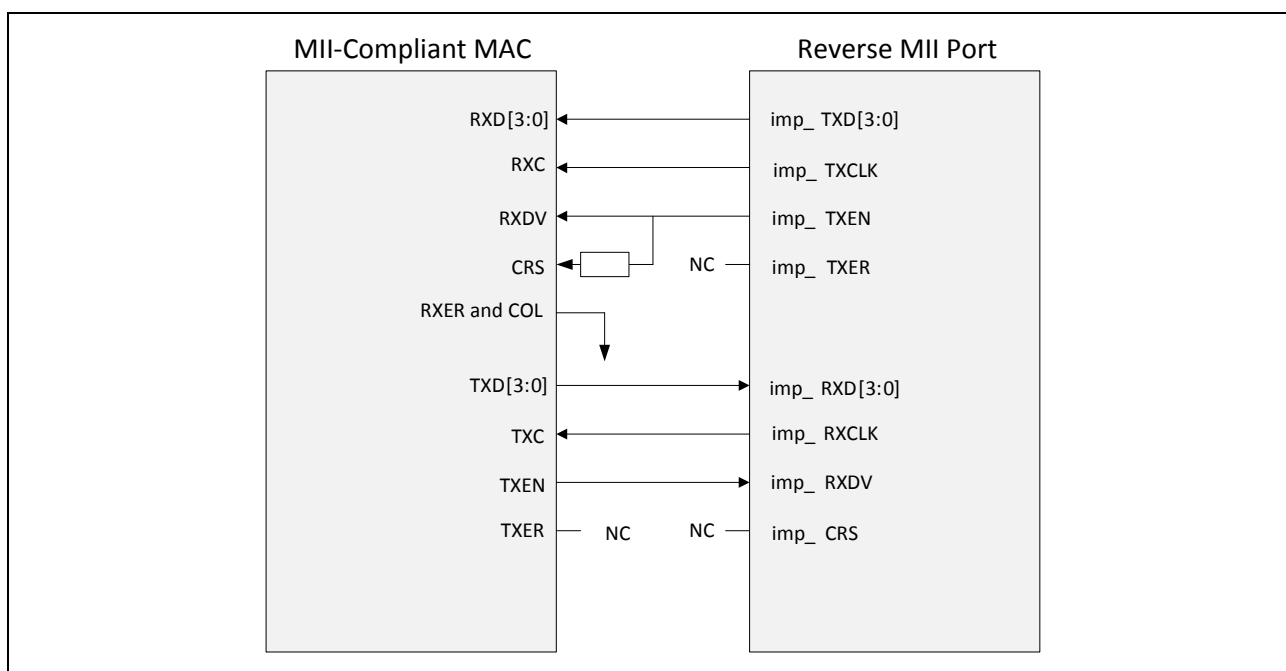 MII-Compliant MAC
Reverse MII Port
RXD[3:0]
imp_ TXD[3:0]
RXC
imp_ TXCLK
RXDV
imp_ TXEN
CRS
NC
imp_ TXER
RXER and COL
TXD[3:0]
imp_ RXD[3:0]
TXC
imp_ RXCLK
TXEN
imp_ RXDV
TXER
NC
NC
imp_ CRS